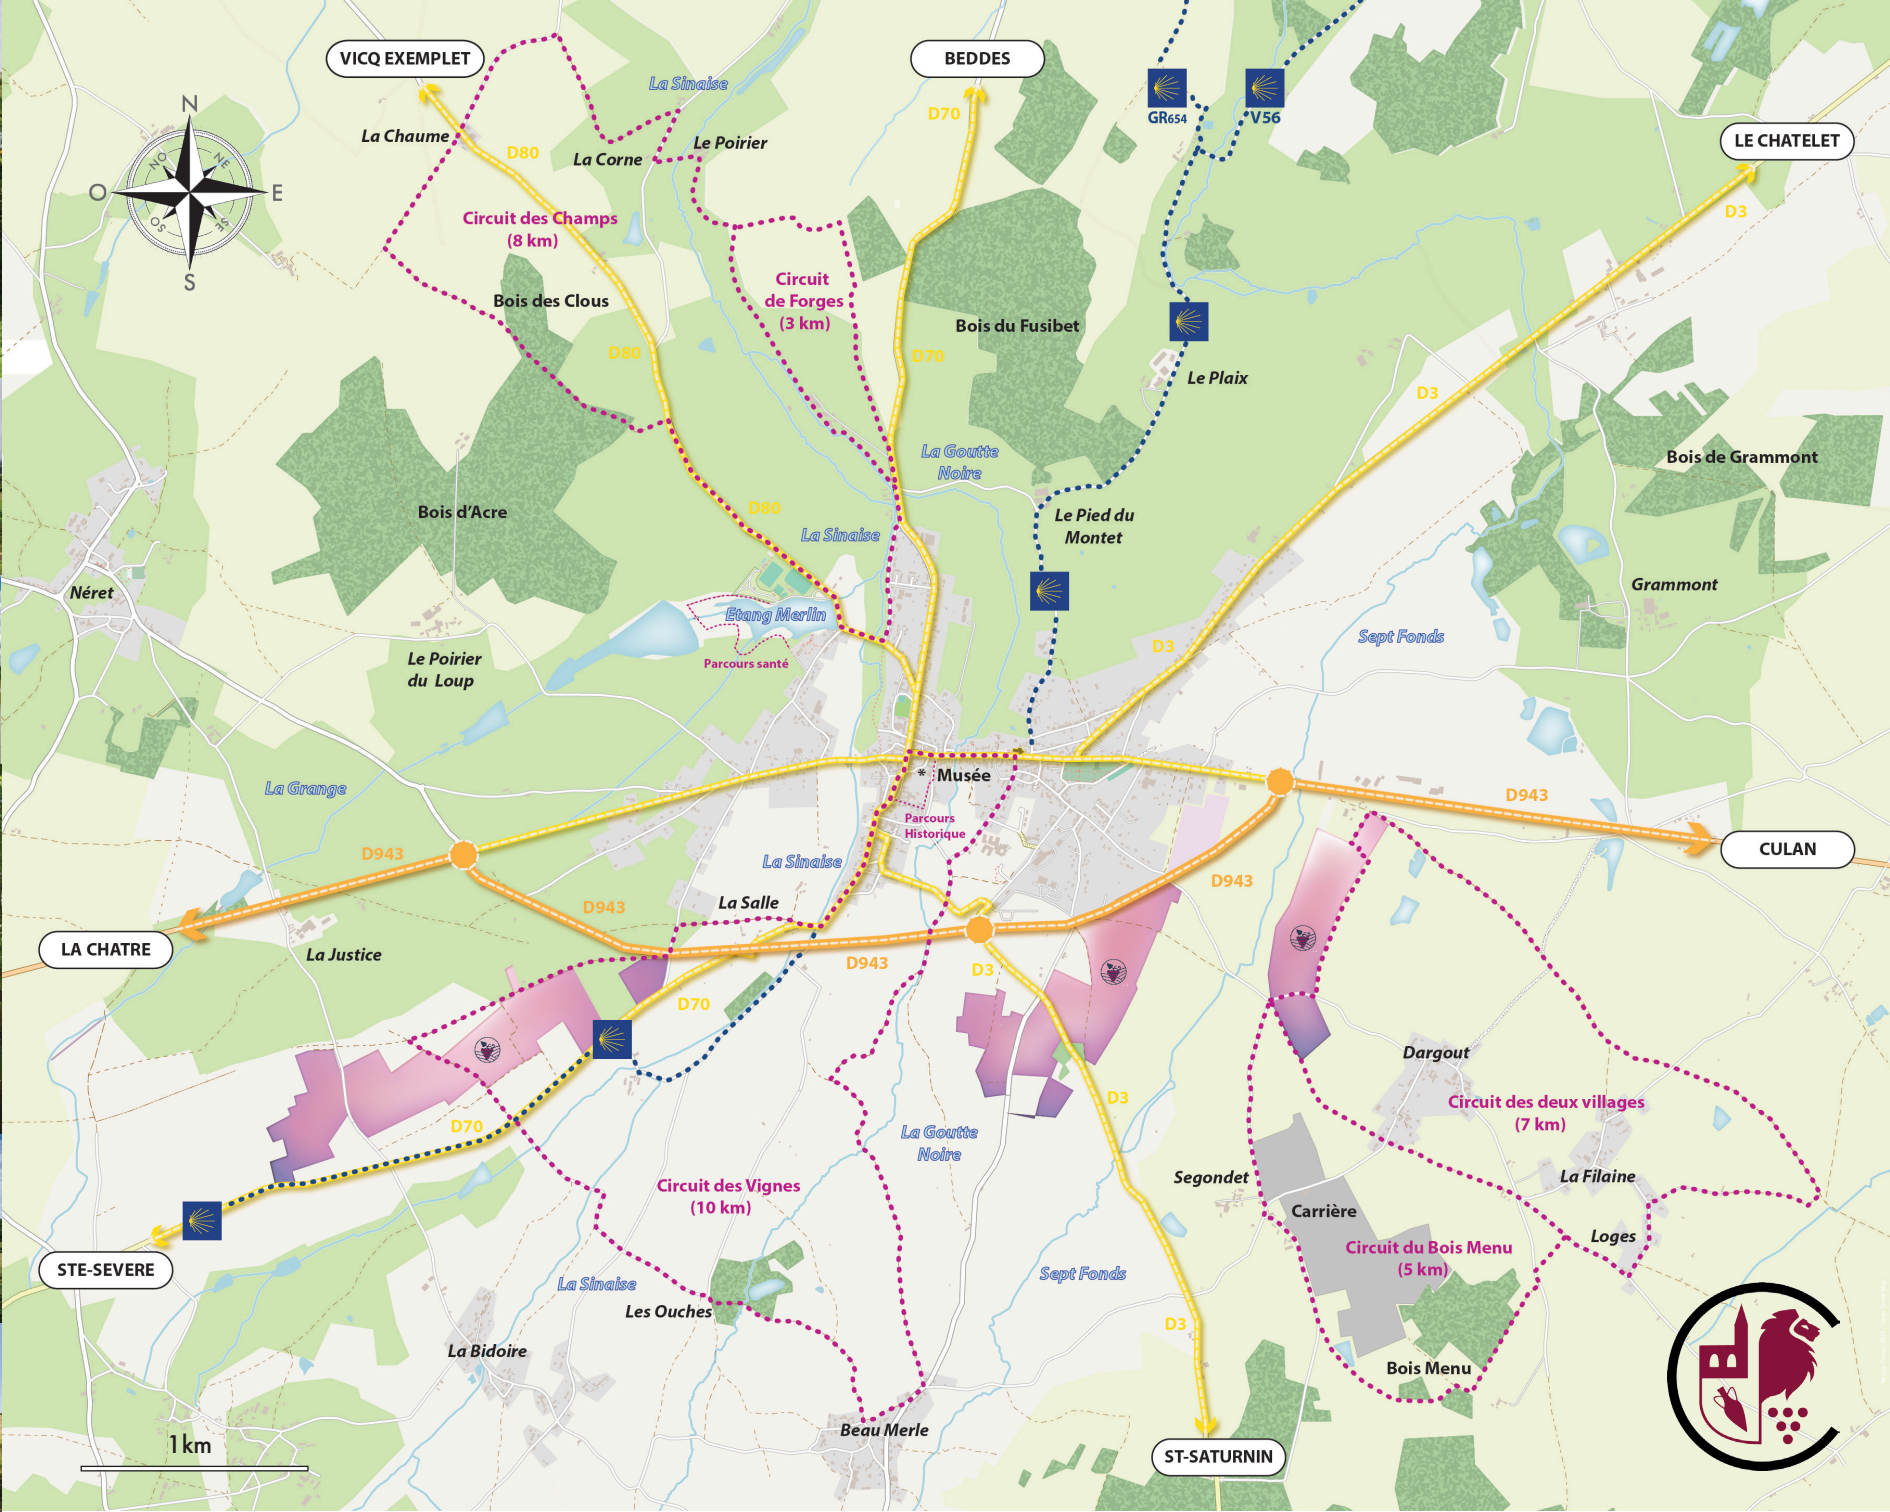 VICQ EXEMPLET
BEDDES
LE CHATELET
La Sinaise
D70
GR654
V56
N
NO
NE
O
E
SO
SE
S
La Chaume
D80
La Corne
Le Poirier
Circuit des Champs
(8 km)
D3
Bois des Clous
Circuit
de Forges
(3 km)
Bois du Fusibet
D80
D70
Le Plaix
D3
La Goutte
Noire
Bois de Grammont
Bois d'Acre
D80
La Sinaise
Le Pied du
Montet
Néret
Etang Merlin
Grammont
Sept Fonds
D3
Le Poirier
du Loup
Parcours santé
La Grange
* Musée
D943
Parcours
Historique
D943
La Sinaise
CULAN
D943
D943
La Salle
LA CHATRE
La Justice
D943
D3
D70
Dargout
D3
Circuit des deux villages
(7 km)
D70
La Goutte
Noire
Segondet
La Filaine
Circuit des Vignes
(10 km)
Carrière
Loges
Circuit du Bois Menu
(5 km)
STE-SEVERE
La Sinaise
Sept Fonds
Les Ouches
D3
La Bidoire
Bois Menu
Beau Merle
1km
ST-SATURNIN